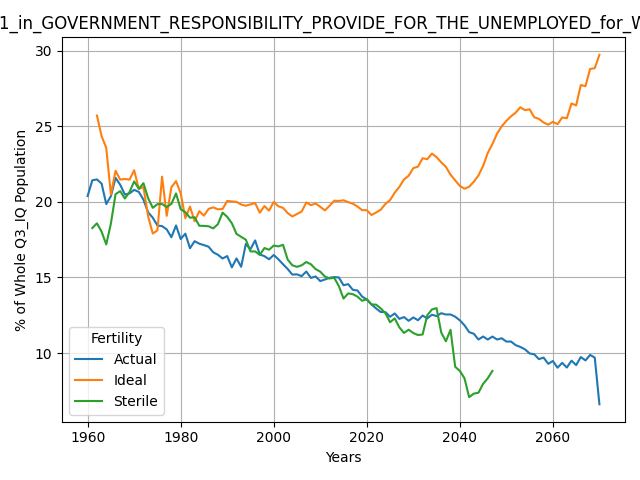 1_in_GOVERNMENT_RESPONSIBILITY_PROVIDE_FOR_THE_UNEMPLOYED_for_W
30
25
20
15
10
% of Whole Q3_IQ Population
Fertility
Actual
Ideal
Sterile
1960 1980 2000 2020 2040 2060
Years